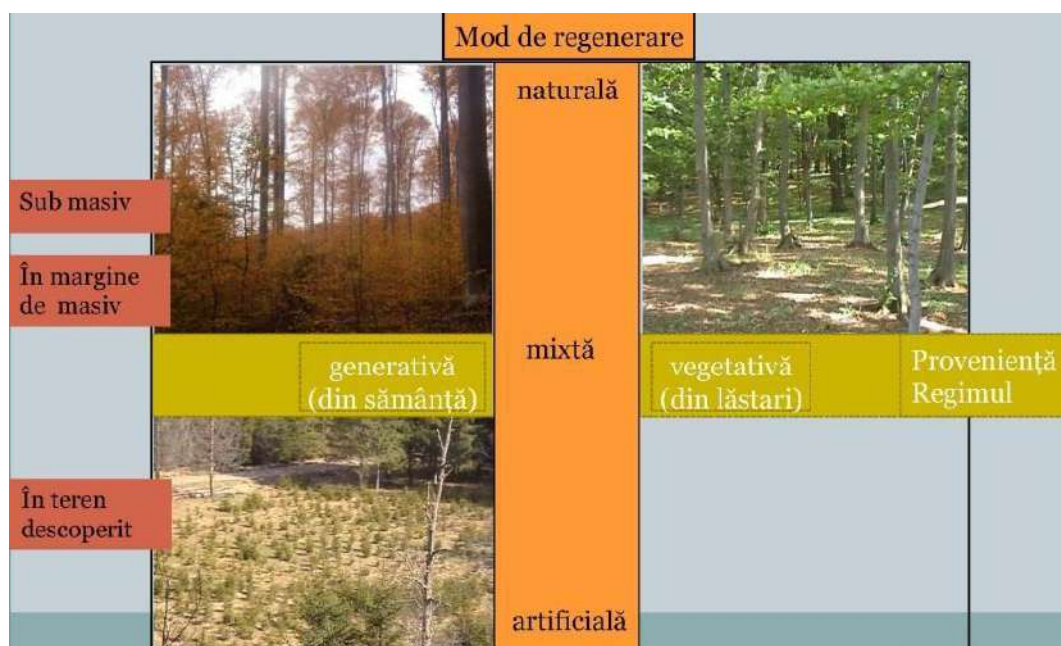 Mod de regenerare
naturală
Sub masiv
În margine
de masiv
generativă
(din sămânță)
mixtă
vegetativă
(din lăstari)
Proveniență
Regimul
În teren
descoperit
artificială